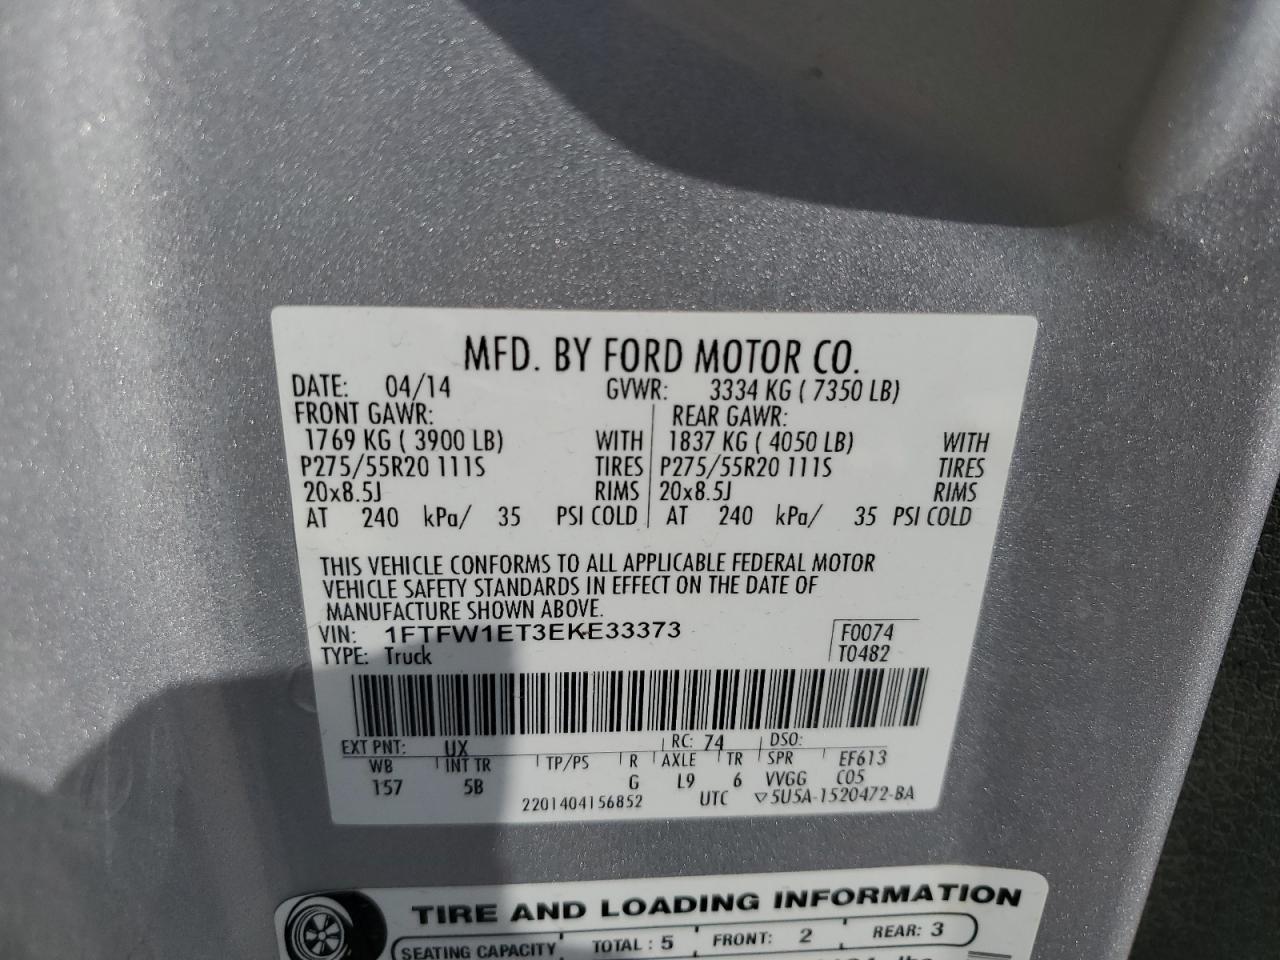 MFD. BY FORD MOTOR CO.
DATE: 04/14 GVWR: 3334 KG ( 7350 LB)
FRONT GAWR: REAR GAWR:
1769 KG ( 3900 LB) WITH 1837 KG ( 4050 LB) WITH
P275/55R20 111S TIRES P275/55R20 111S TIRES
20x8.5J RIMS 20x8.5J RIMS
AT 240 kPa/ 35 PSI COLD AT 240 kPa/ 35 PSI COLD
THIS VEHICLE CONFORMS TO ALL APPLICABLE FEDERAL MOTOR
VEHICLE SAFETY STANDARDS IN EFFECT ON THE DATE OF
MANUFACTURE SHOWN ABOVE.
VIN: 1FTFW1ET3EKE33373 F0074
TYPE: Truck T0482
EXT PNT: UX RC: 74 DSO:
WB INT TR TP/PS R AXLE TR SPR EF613
157 5B G L9 6 VVGG C05
2201404156852 UTC ▽5U5A-1520472-BA
TIRE AND LOADING INFORMATION
SEATING CAPACITY TOTAL : 5 FRONT: 2 REAR: 3